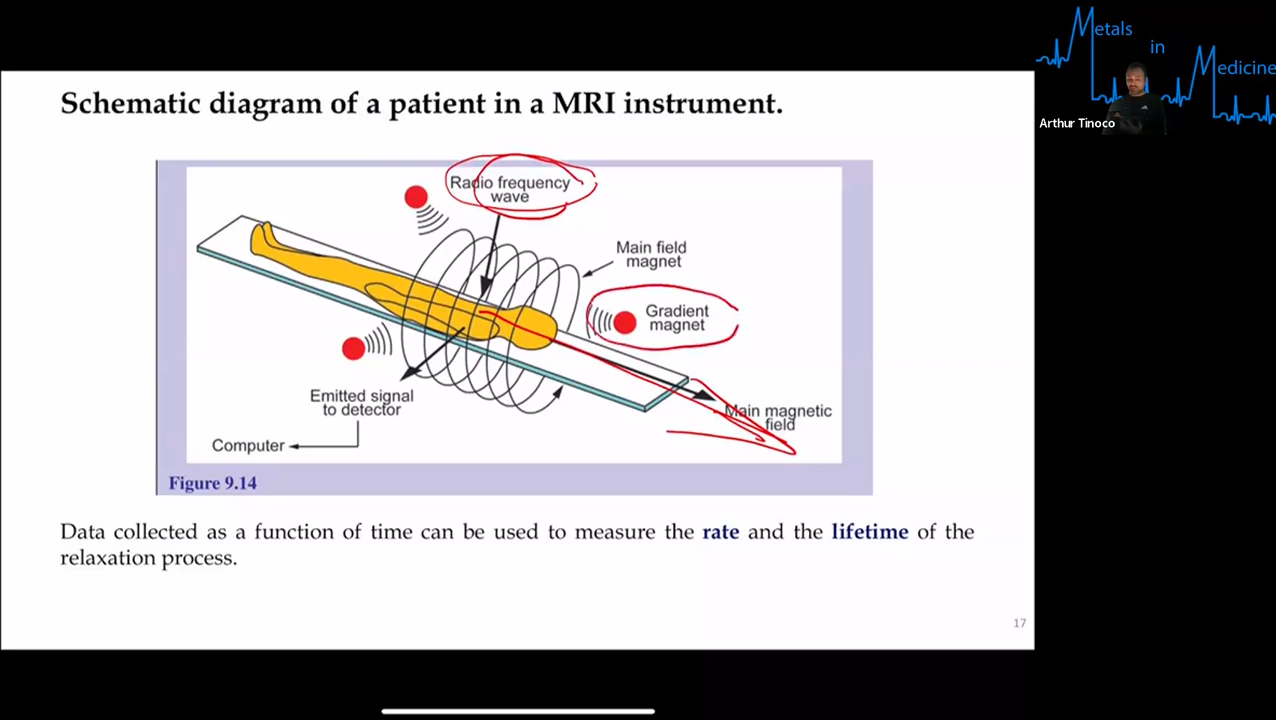 Metals
in
Medicine
Arthur Tinoco
Schematic diagram of a patient in a MRI instrument.
Radio frequency
wave
Main field
magnet
Gradient
magnet
Emitted signal
to detector
Main magnetic
field
Computer
Figure 9.14
Data collected as a function of time can be used to measure the rate and the lifetime of the
relaxation process.
17